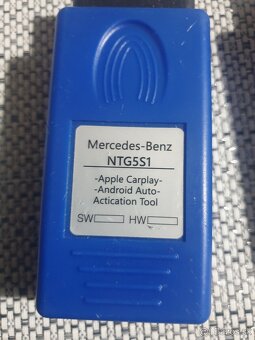 Mercedes-Benz
NTG5S1
-Apple Carplay-
-Android Auto-
Actication Tool
SW HW